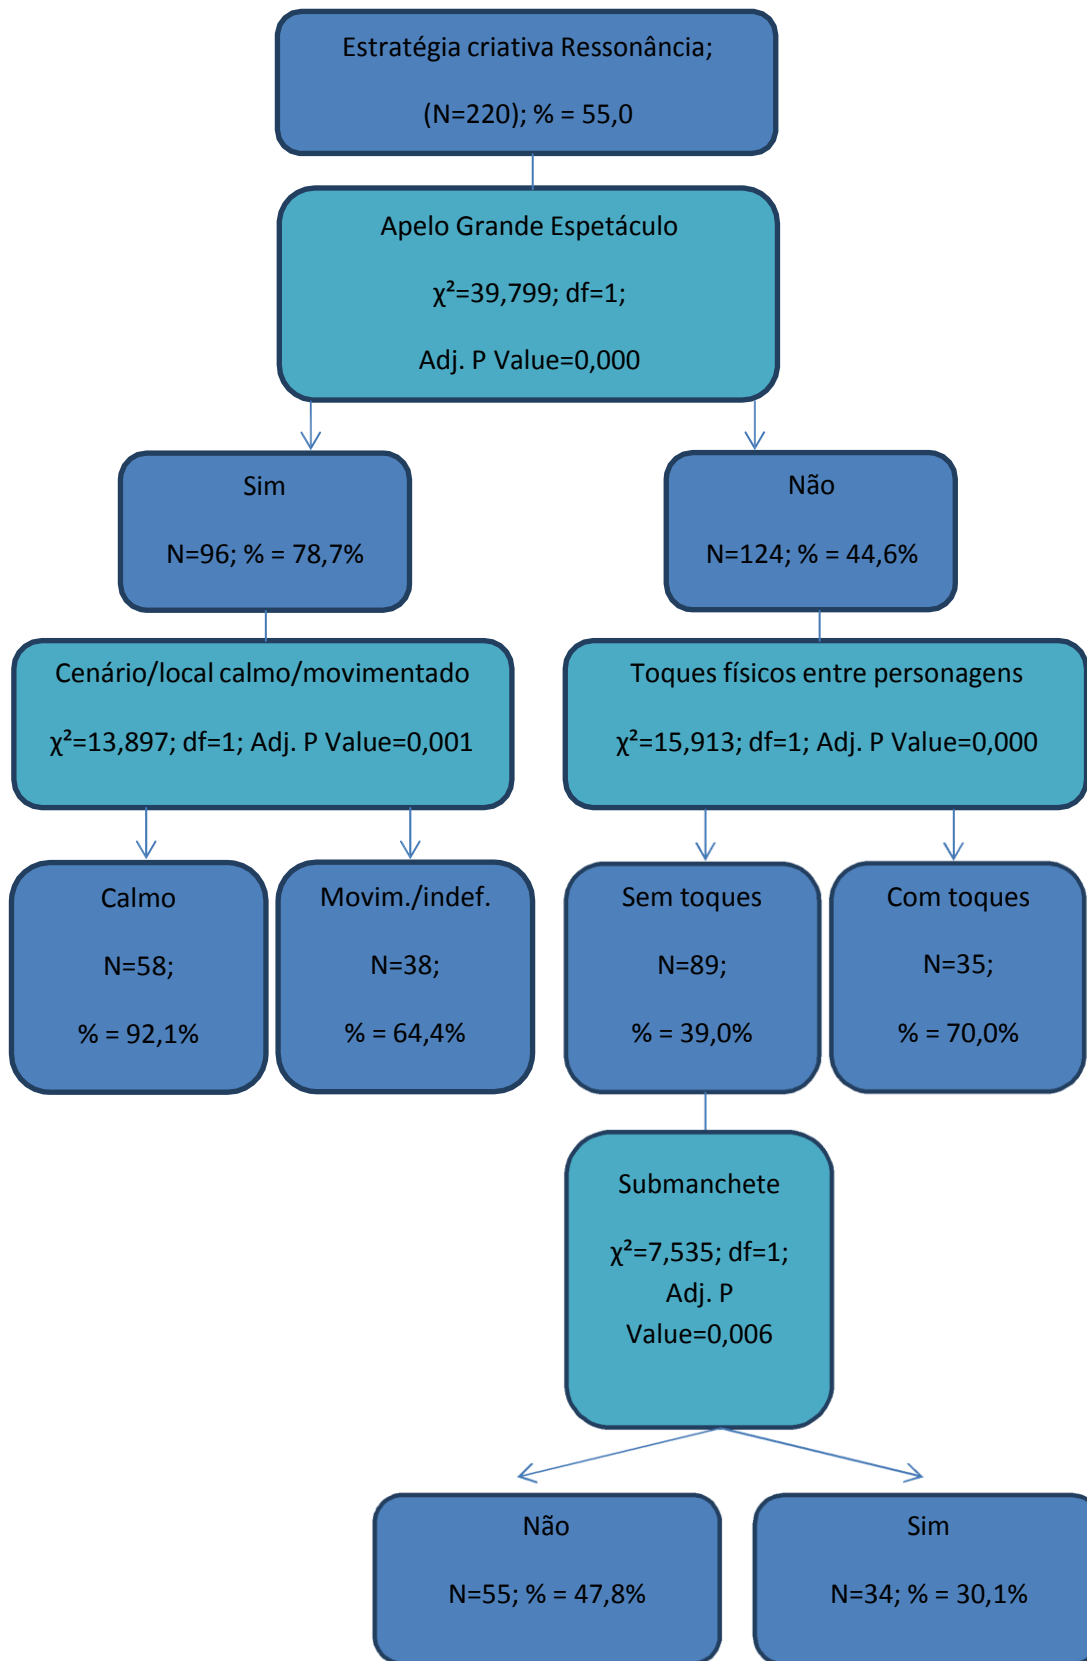 Estratégia criativa Ressonância;
(N=220); % = 55,0
Apelo Grande Espetáculo
χ²=39,799; df=1;
Adj. P Value=0,000
Sim
N=96; % = 78,7%
Não
N=124; % = 44,6%
Cenário/local calmo/movimentado
χ²=13,897; df=1; Adj. P Value=0,001
Toques físicos entre personagens
χ²=15,913; df=1; Adj. P Value=0,000
Calmo
N=58;
% = 92,1%
Movim./indef.
N=38;
% = 64,4%
Sem toques
N=89;
% = 39,0%
Com toques
N=35;
% = 70,0%
Submanchete
χ²=7,535; df=1;
Adj. P
Value=0,006
Não
N=55; % = 47,8%
Sim
N=34; % = 30,1%